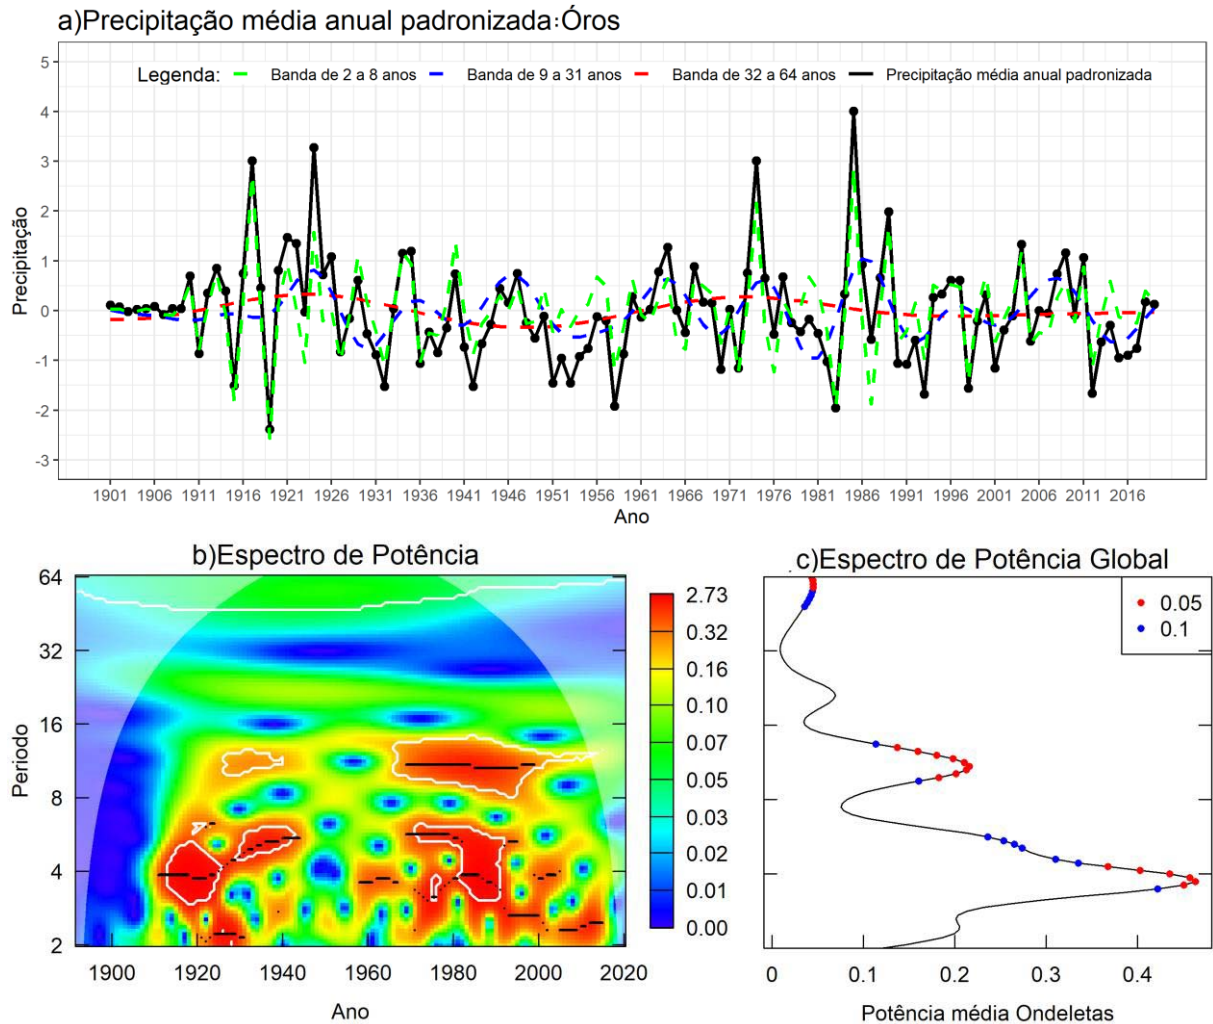 a)Precipitação média anual padronizada:Óros
Legenda: Banda de 2 a 8 anos Banda de 9 a 31 anos Banda de 32 a 64 anos Precipitação média anual padronizada
Precipitação
5
4
3
2
1
0
-1
-2
-3
1901 1906 1911 1916 1921 1926 1931 1936 1941 1946 1951 1956 1961 1966 1971 1976 1981 1986 1991 1996 2001 2006 2011 2016
Ano
b)Espectro de Potência
Periodo
64
32
16
8
4
2
1900 1920 1940 1960 1980 2000 2020
Ano
2.73
0.32
0.16
0.10
0.07
0.05
0.03
0.02
0.01
0.00
c)Espectro de Potência Global
0.05
0.1
0 0.1 0.2 0.3 0.4
Potência média Ondeletas